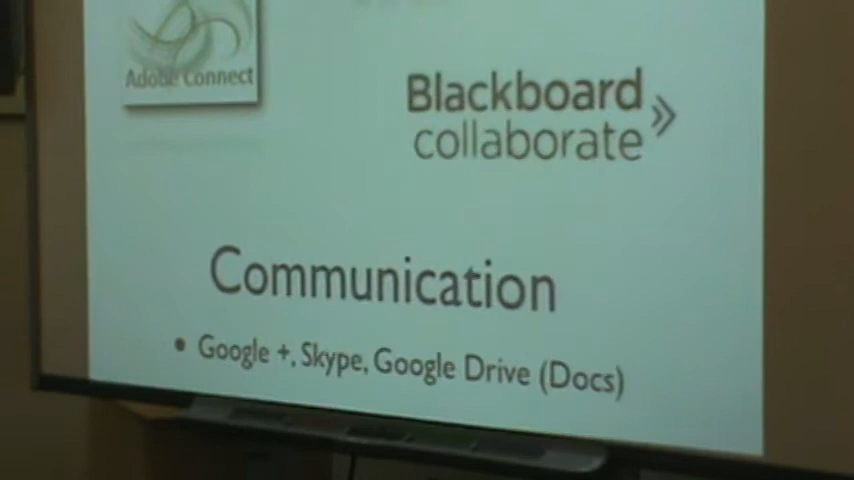 Adobe Connect
Blackboard
collaborate
Communication
• Google +, Skype, Google Drive (Docs)